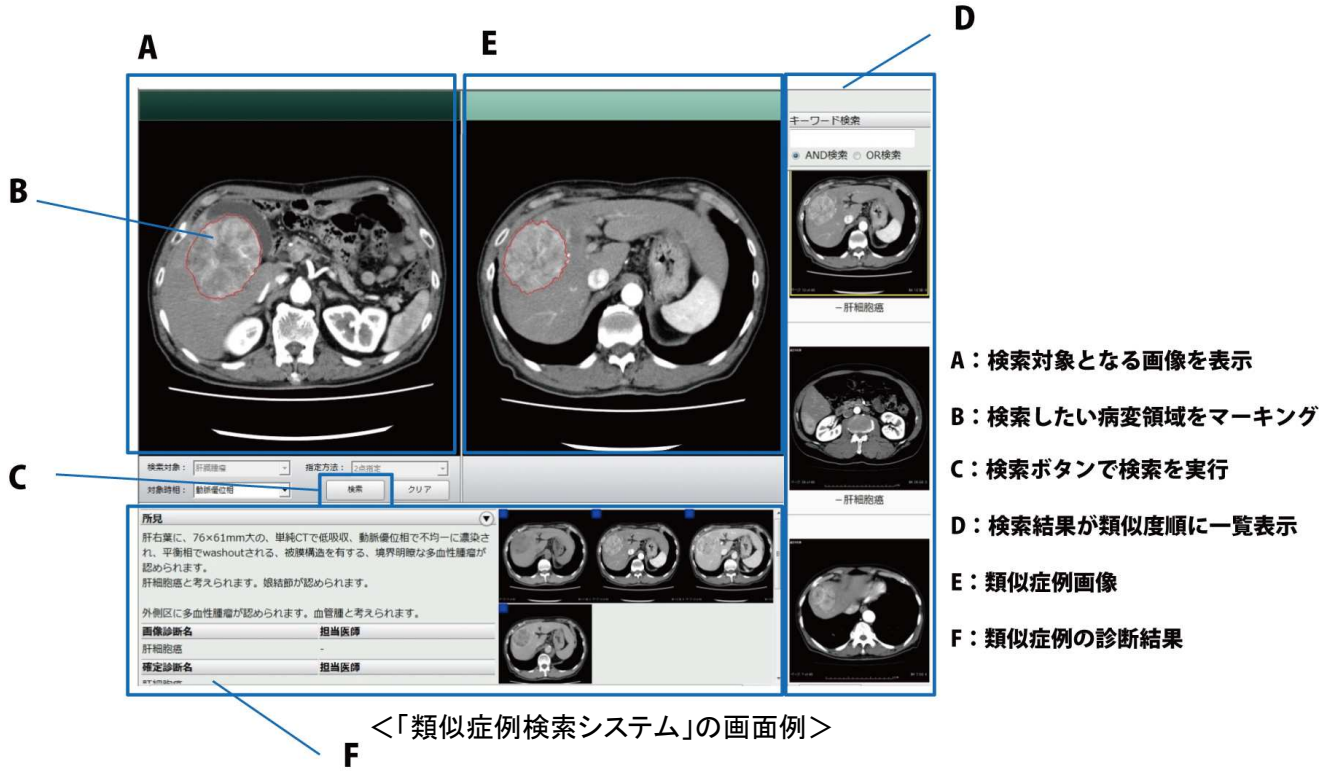 A
E
D
キーワード検索
AND検索 OR検索
B
－肝細胞癌
A：検索対象となる画像を表示
B：検索したい病変領域をマーキング
C：検索ボタンで検索を実行
D：検索結果が類似度順に一覧表示
E：類似症例画像
F：類似症例の診断結果
C
検索対象： 肝臓腫瘤 指定方法： 2点指定
対象時相： 動脈優位相 検索 クリア
－肝細胞癌
所見
肝右葉に、76×61mm大の、単純CTで低吸収、動脈優位相で不均一に濃染さ
れ、平衡相でwashoutされる、被膜構造を有する、境界明瞭な多血性腫瘤が
認められます。
肝細胞癌と考えられます。娘結節が認められます。
外側区に多血性腫瘤が認められます。血管腫と考えられます。
画像診断名 担当医師
肝細胞癌 -
確定診断名 担当医師
＜「類似症例検索システム」の画面例＞
F